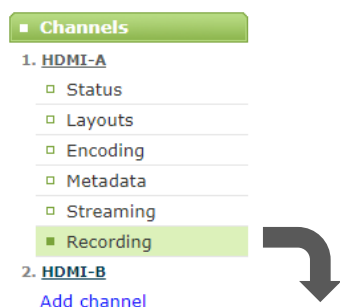 Channels
1. HDMI-A
Status
Layouts
Encoding
Metadata
Streaming
Recording
2. HDMI-B
Add channel